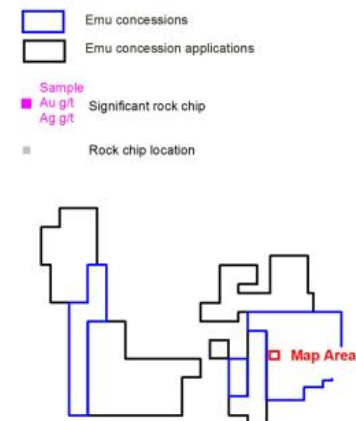 Emu concessions
Emu concession applications
Sample
Au g/t
Ag g/t
Significant rock chip
Rock chip location
Map Area